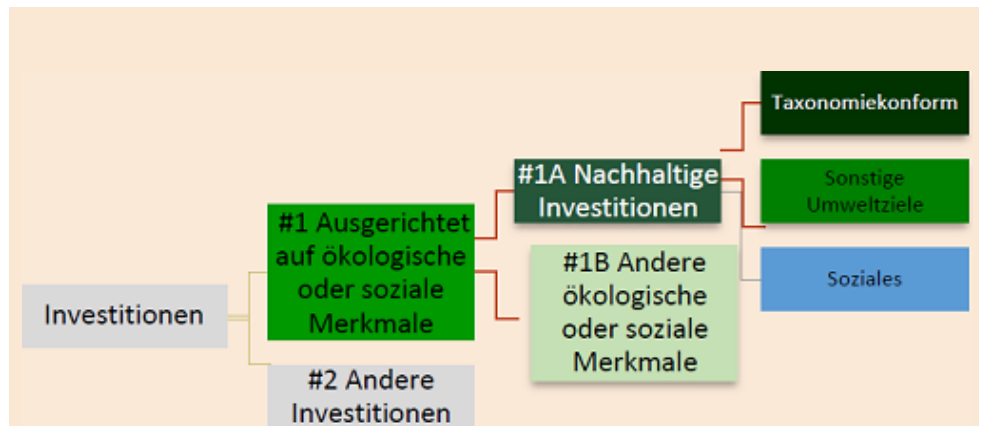 Investitionen
#1 Ausgerichtet
auf ökologische
oder soziale
Merkmale
#2 Andere
Investitionen
#1A Nachhaltige
Investitionen
#1B Andere
ökologische
oder soziale
Merkmale
Taxonomiekonform
Sonstige
Umweltziele
Soziales